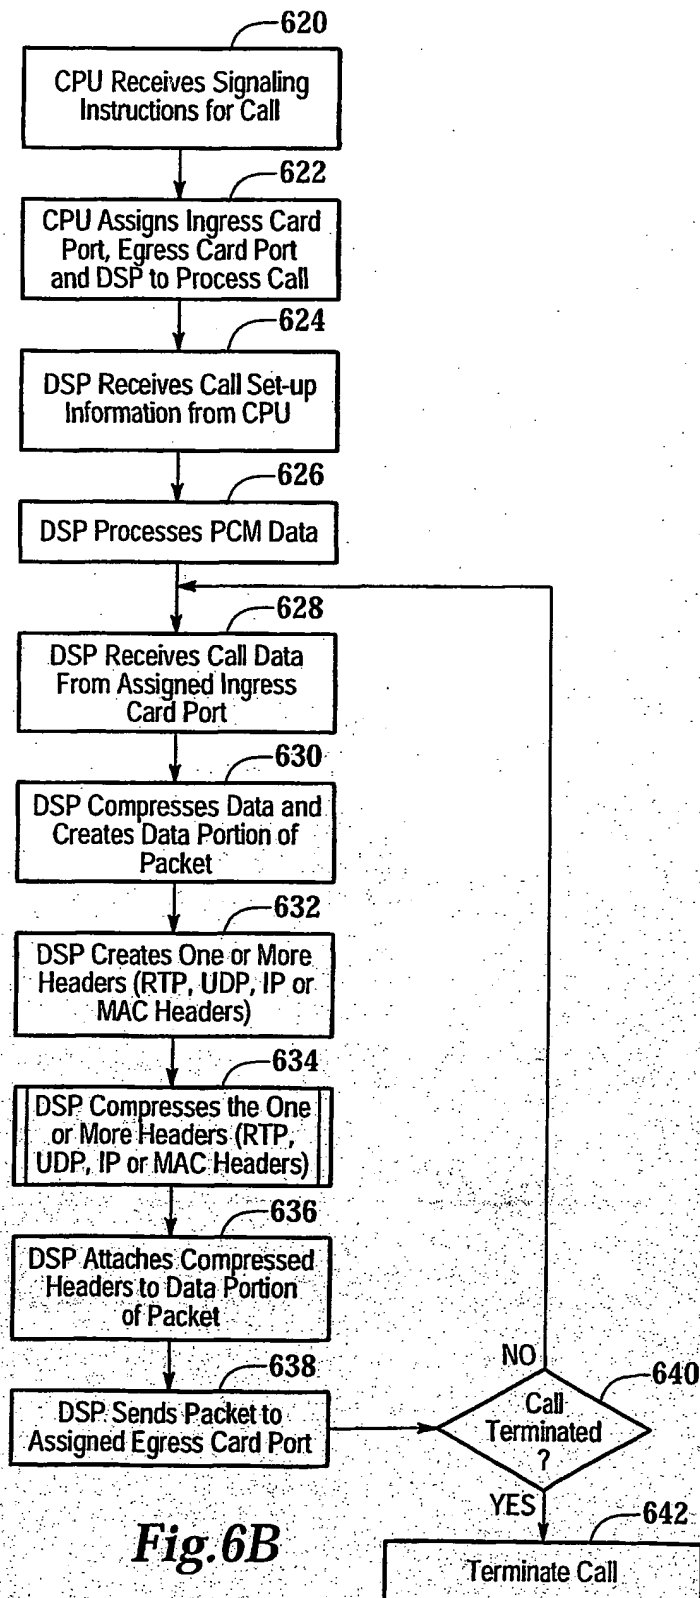 620
CPU Receives Signaling
Instructions for Call
622
CPU Assigns Ingress Card
Port, Egress Card Port
and DSP to Process Call
624
DSP Receives Call Set-up
Information from CPU
626
DSP Processes PCM Data
628
DSP Receives Call Data
From Assigned Ingress
Card Port
630
DSP Compresses Data and
Creates Data Portion of
Packet
632
DSP Creates One or More
Headers (RTP, UDP, IP or
MAC Headers)
634
DSP Compresses the One
or More Headers (RTP,
UDP, IP or MAC Headers)
636
DSP Attaches Compressed
Headers to Data Portion
of Packet
638
DSP Sends Packet to
Assigned Egress Card Port
NO
640
Call
Terminated
?
YES
642
Terminate Call
Fig.6B